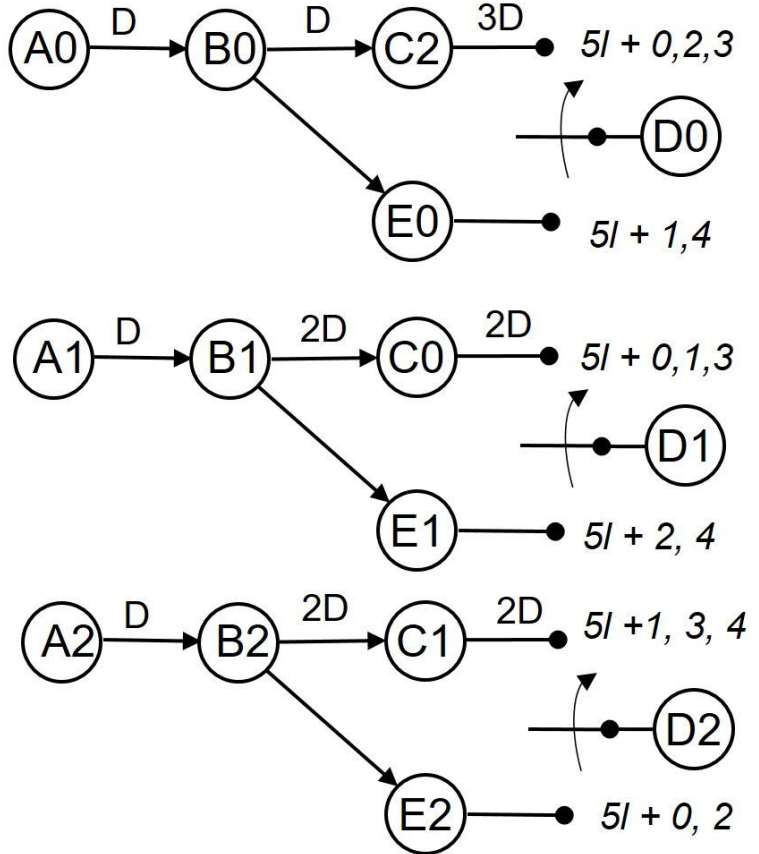 A0 D B0 D C2 3D 5l + 0,2,3
D0
E0 5l + 1,4
A1 D B1 2D C0 2D 5l + 0,1,3
D1
E1 5l + 2, 4
A2 D B2 2D C1 2D 5l +1, 3, 4
D2
E2 5l + 0, 2